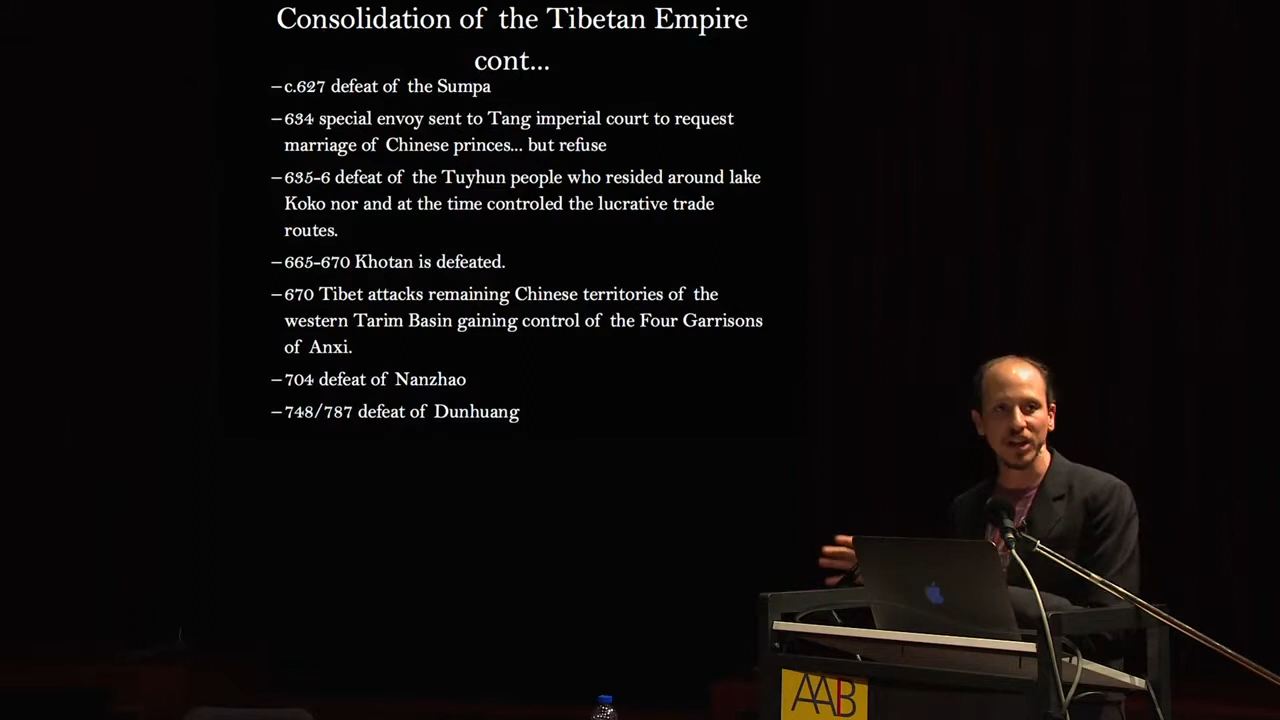 Consolidation of the Tibetan Empire
cont...
–c.627 defeat of the Sumpa
–634 special envoy sent to Tang imperial court to request
marriage of Chinese princes... but refuse
–635-6 defeat of the Tuyhun people who resided around lake
Koko nor and at the time controled the lucrative trade
routes.
–665-670 Khotan is defeated.
–670 Tibet attacks remaining Chinese territories of the
western Tarim Basin gaining control of the Four Garrisons
of Anxi.
–704 defeat of Nanzhao
–748/787 defeat of Dunhuang
AAB